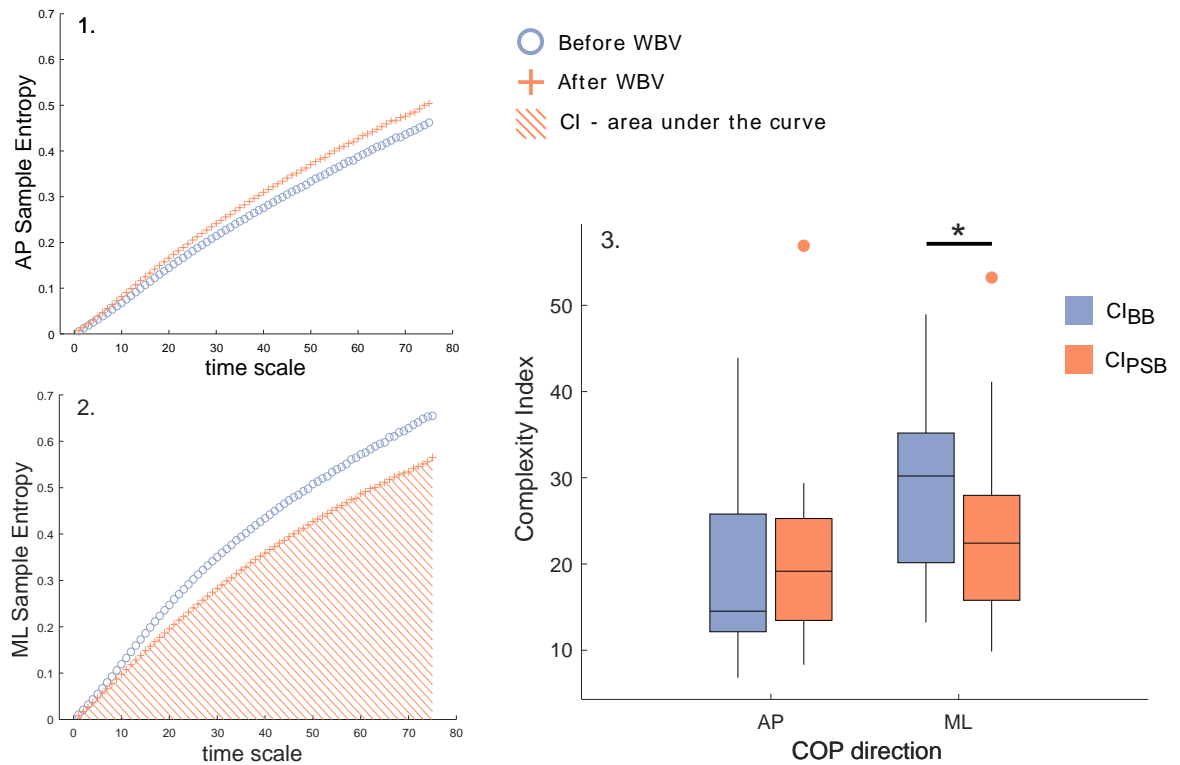 1.
0.7
0.6
0.5
0.4
0.3
0.2
0.1
0
AP Sample Entropy
0 10 20 30 40 50 60 70 80
time scale
Before WBV
After WBV
CI - area under the curve
2.
0.7
0.6
0.5
0.4
0.3
0.2
0.1
0
ML Sample Entropy
0 10 20 30 40 50 60 70 80
time scale
3.
*
50
40
30
20
10
Complexity Index
AP ML
COP direction
CIBB
CIPSB